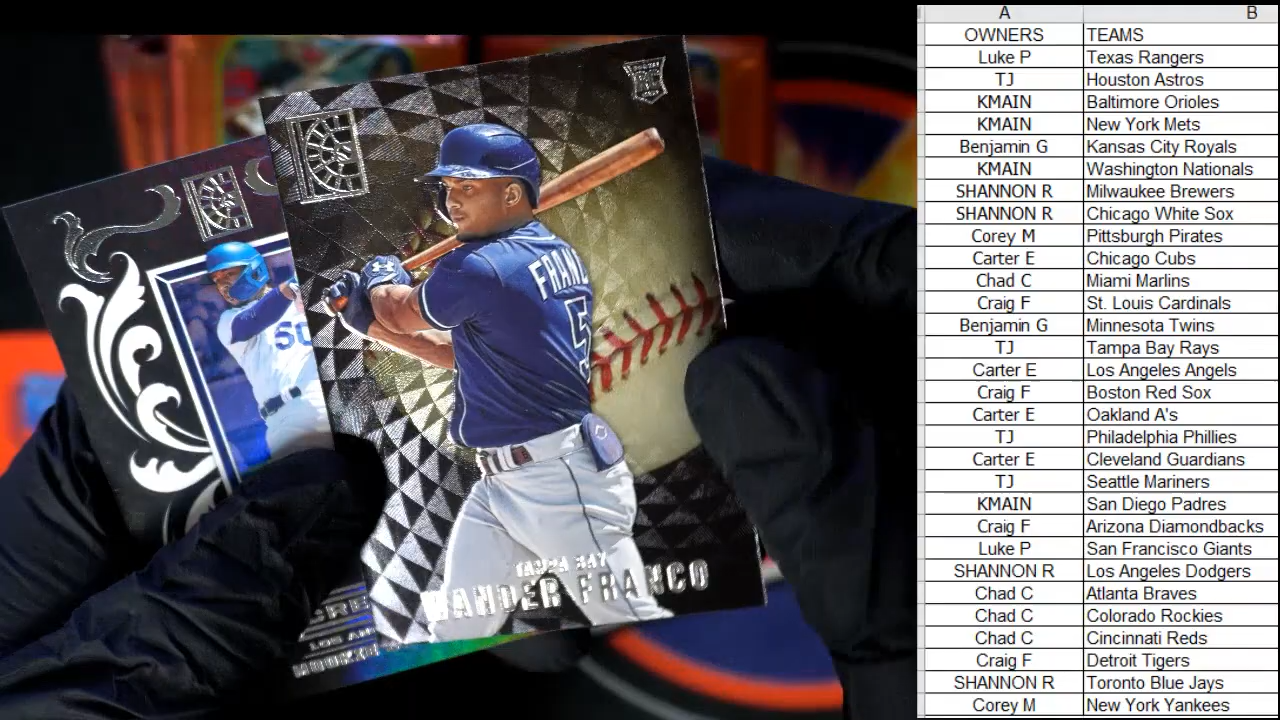 A B
OWNERS TEAMS
Luke P Texas Rangers
TJ Houston Astros
KMAIN Baltimore Orioles
KMAIN New York Mets
Benjamin G Kansas City Royals
KMAIN Washington Nationals
SHANNON R Milwaukee Brewers
SHANNON R Chicago White Sox
Corey M Pittsburgh Pirates
Carter E Chicago Cubs
Chad C Miami Marlins
Craig F St. Louis Cardinals
Benjamin G Minnesota Twins
TJ Tampa Bay Rays
Carter E Los Angeles Angels
Craig F Boston Red Sox
Carter E Oakland A's
TJ Philadelphia Phillies
Carter E Cleveland Guardians
TJ Seattle Mariners
KMAIN San Diego Padres
Craig F Arizona Diamondbacks
Luke P San Francisco Giants
SHANNON R Los Angeles Dodgers
Chad C Atlanta Braves
Chad C Colorado Rockies
Chad C Cincinnati Reds
Craig F Detroit Tigers
SHANNON R Toronto Blue Jays
Corey M New York Yankees
RC
FRANC
5
50
TAMPA BAY
WANDER FRANCO
LOS AN
MOOKIE